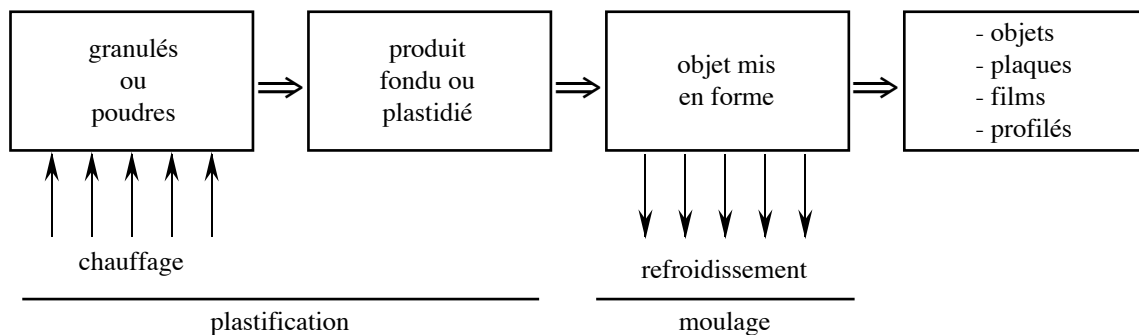 granulés
ou
poudres
produit
fondu ou
plastidié
objet mis
en forme
- objets
- plaques
- films
- profilés
chauffage
refroidissement
plastification
moulage